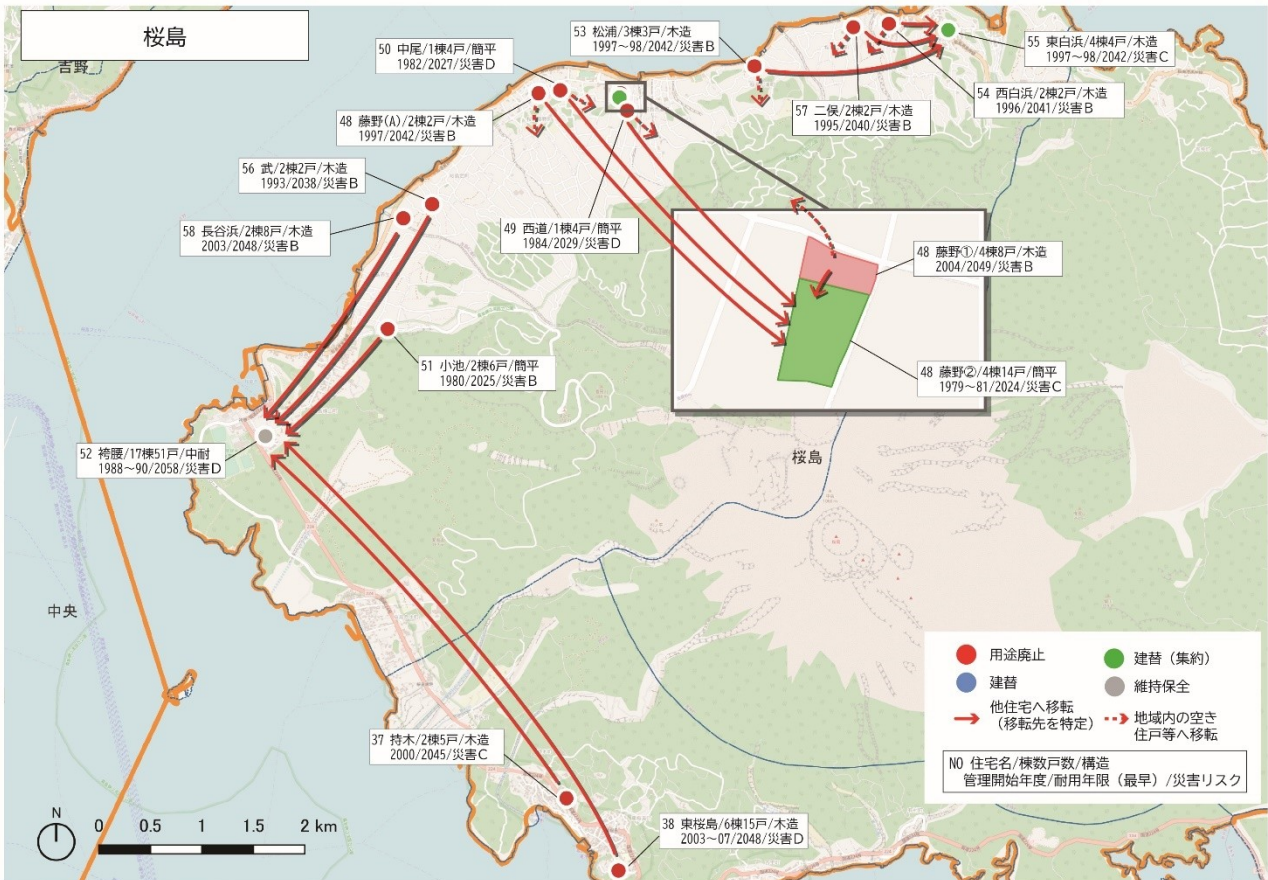 桜島
吉野
50 中尾/1棟4戸/簡平
1982/2027/災害D
53 松浦/3棟3戸/木造
1997～98/2042/災害B
55 東白浜/4棟4戸/木造
1997～98/2042/災害C
54 西白浜/2棟2戸/木造
1996/2041/災害B
57 二俣/2棟2戸/木造
1995/2040/災害B
48 藤野(A)/2棟2戸/木造
1997/2042/災害B
56 武/2棟2戸/木造
1993/2038/災害B
58 長谷浜/2棟8戸/木造
2003/2048/災害B
49 西道/1棟4戸/簡平
1984/2029/災害D
48 藤野①/4棟8戸/木造
2004/2049/災害B
51 小池/2棟6戸/簡平
1980/2025/災害B
48 藤野②/4棟14戸/簡平
1979～81/2024/災害C
52 袴腰/17棟51戸/中耐
1988～90/2058/災害D
桜島
中央
37 持木/2棟5戸/木造
2000/2045/災害C
38 東桜島/6棟15戸/木造
2003～07/2048/災害D
用途廃止
建替（集約）
建替
維持保全
他住宅へ移転
（移転先を特定）
地域内の空き
住戸等へ移転
NO 住宅名/棟数戸数/構造
管理開始年度/耐用年限（最早）/災害リスク
N
0 0.5 1 1.5 2 km